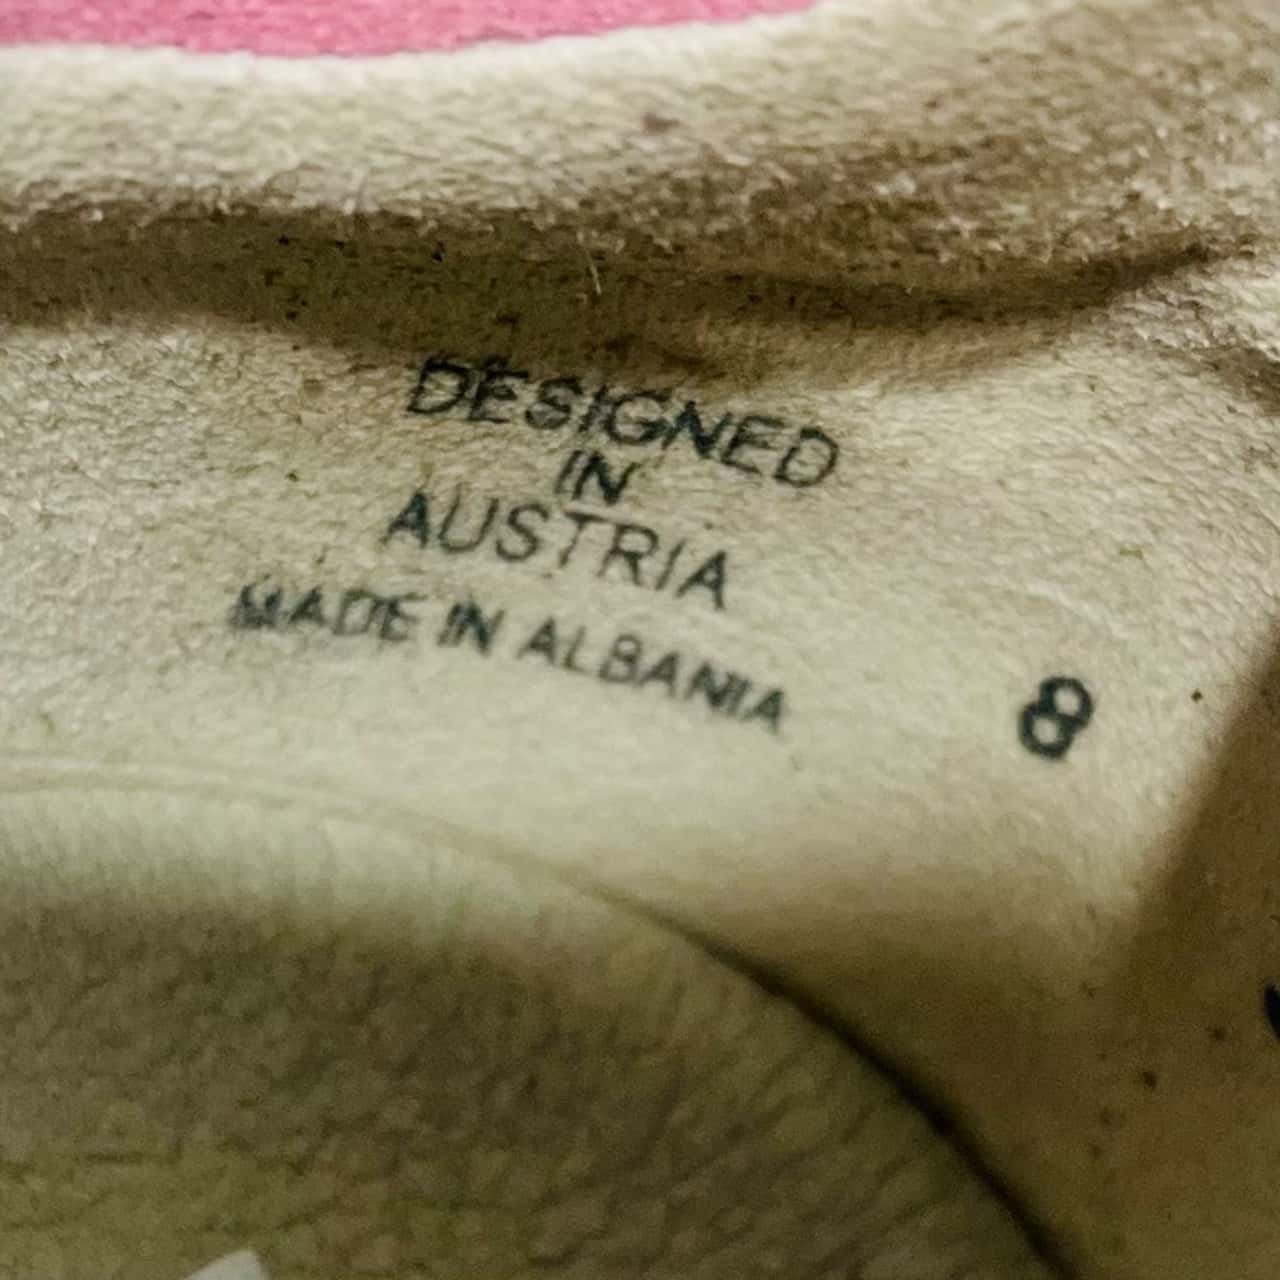 DESIGNED
IN
AUSTRIA
MADE IN ALBANIA
8